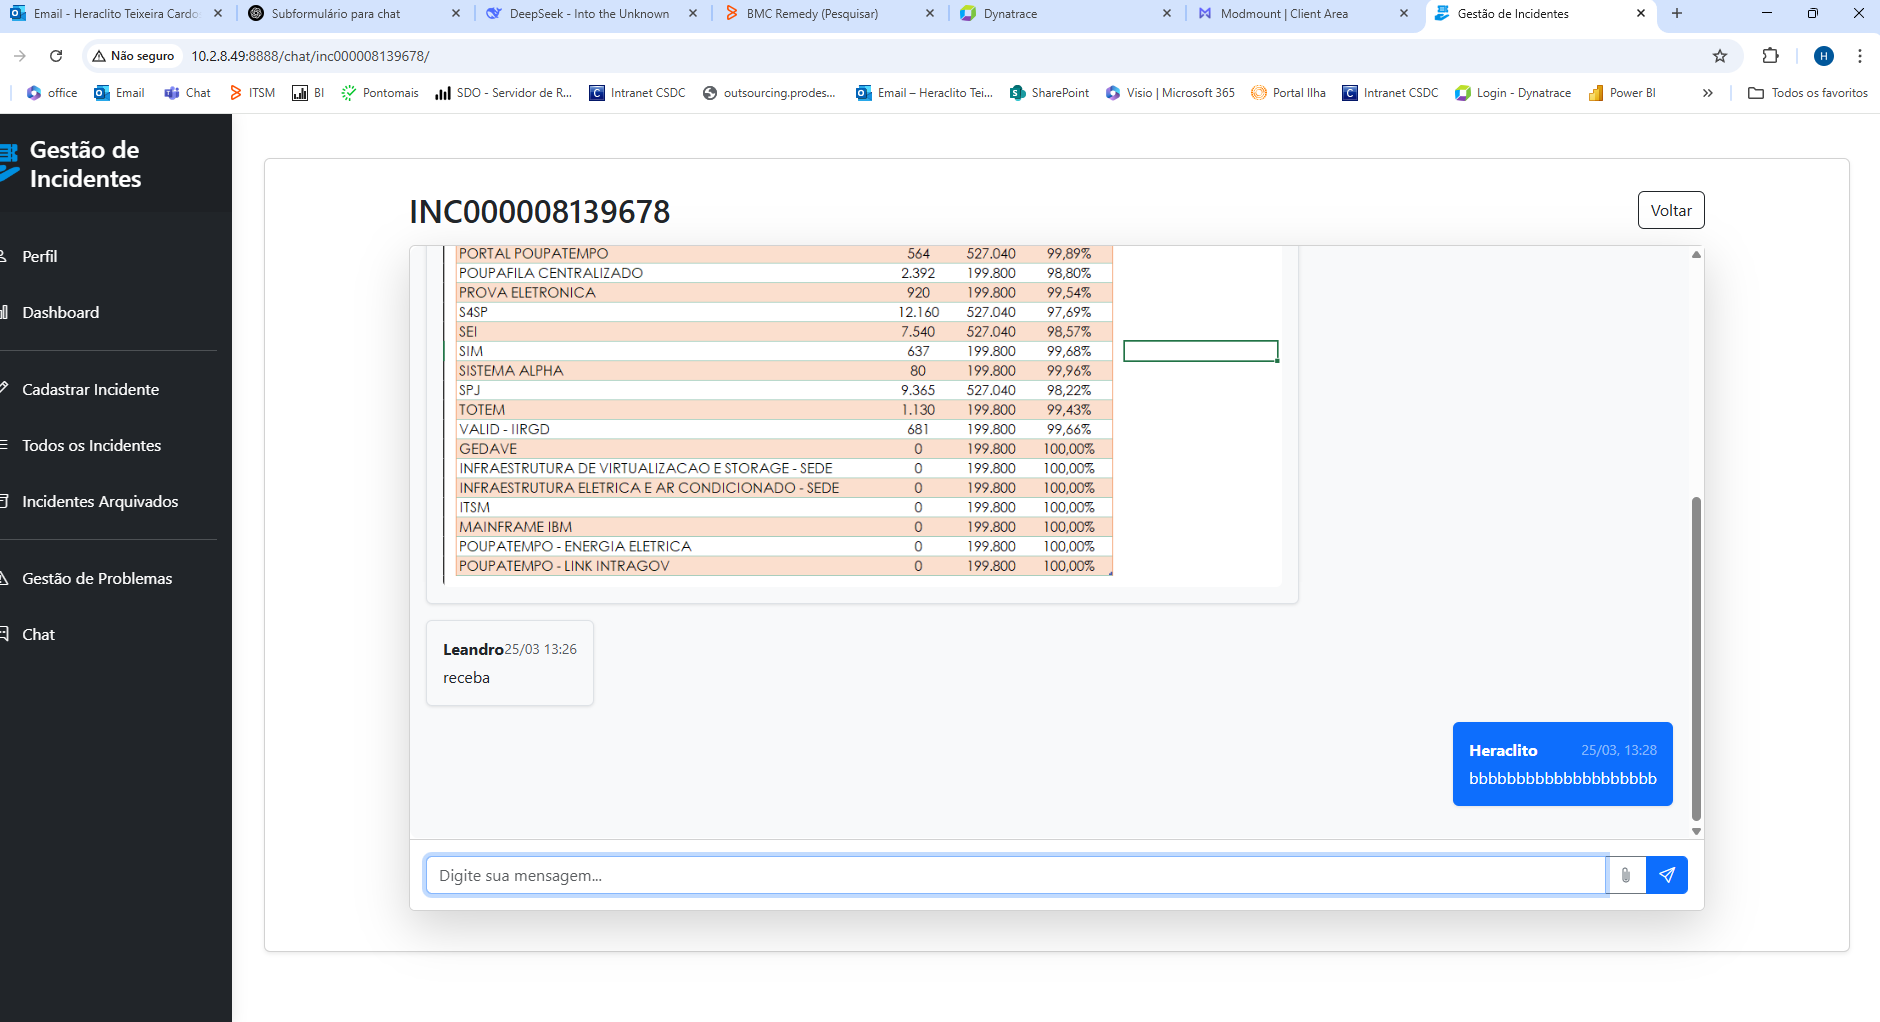 Email - Heraclito Teixeira Cardo
Subformulário para chat
DeepSeek - Into the Unknown
BMC Remedy (Pesquisar)
Dynatrace
Modmount | Client Area
Gestão de Incidentes
Não seguro
10.2.8.49:8888/chat/inc000008139678/
H
office
Email
Chat
ITSM
BI
Pontomais
SDO - Servidor de R...
Intranet CSDC
outsourcing.prodes...
Email – Heraclito Tei...
SharePoint
Visio | Microsoft 365
Portal Ilha
Intranet CSDC
Login - Dynatrace
Power BI
Todos os favoritos
Gestão de
Incidentes
Perfil
Dashboard
Cadastrar Incidente
Todos os Incidentes
Incidentes Arquivados
Gestão de Problemas
Chat
INC000008139678
Voltar
PORTAL POUPATEMPO 564 527.040 99,89%
POUPAFILA CENTRALIZADO 2.392 199.800 98,80%
PROVA ELETRONICA 920 199.800 99,54%
S4SP 12.160 527.040 97,69%
SEI 7.540 527.040 98,57%
SIM 637 199.800 99,68%
SISTEMA ALPHA 80 199.800 99,96%
SPJ 9.365 527.040 98,22%
TOTEM 1.130 199.800 99,43%
VALID - IIRGD 681 199.800 99,66%
GEDAVE 0 199.800 100,00%
INFRAESTRUTURA DE VIRTUALIZACAO E STORAGE - SEDE 0 199.800 100,00%
INFRAESTRUTURA ELETRICA E AR CONDICIONADO - SEDE 0 199.800 100,00%
ITSM 0 199.800 100,00%
MAINFRAME IBM 0 199.800 100,00%
POUPATEMPO - ENERGIA ELETRICA 0 199.800 100,00%
POUPATEMPO - LINK INTRAGOV 0 199.800 100,00%
Leandro25/03 13:26
receba
Heraclito 25/03, 13:28
bbbbbbbbbbbbbbbbbbbb
Digite sua mensagem...